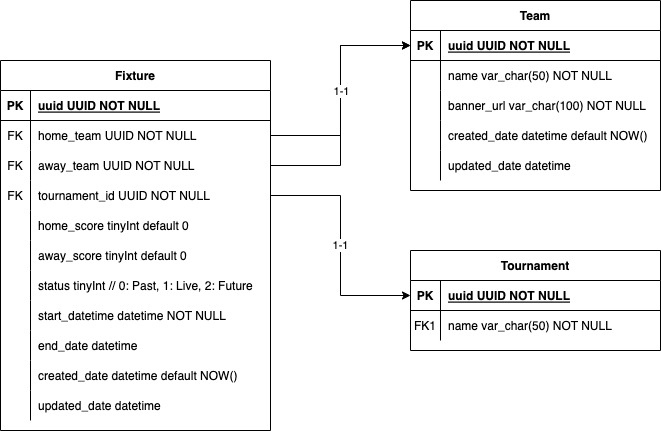 Team
PK uuid UUID NOT NULL
name var_char(50) NOT NULL
banner_url var_char(100) NOT NULL
created_date datetime default NOW()
updated_date datetime
Fixture
PK uuid UUID NOT NULL
FK home_team UUID NOT NULL
FK away_team UUID NOT NULL
FK tournament_id UUID NOT NULL
home_score tinyInt default 0
away_score tinyInt default 0
status tinyInt // 0: Past, 1: Live, 2: Future
start_datetime datetime NOT NULL
end_date datetime
created_date datetime default NOW()
updated_date datetime
1-1
1-1
Tournament
PK uuid UUID NOT NULL
FK1 name var_char(50) NOT NULL